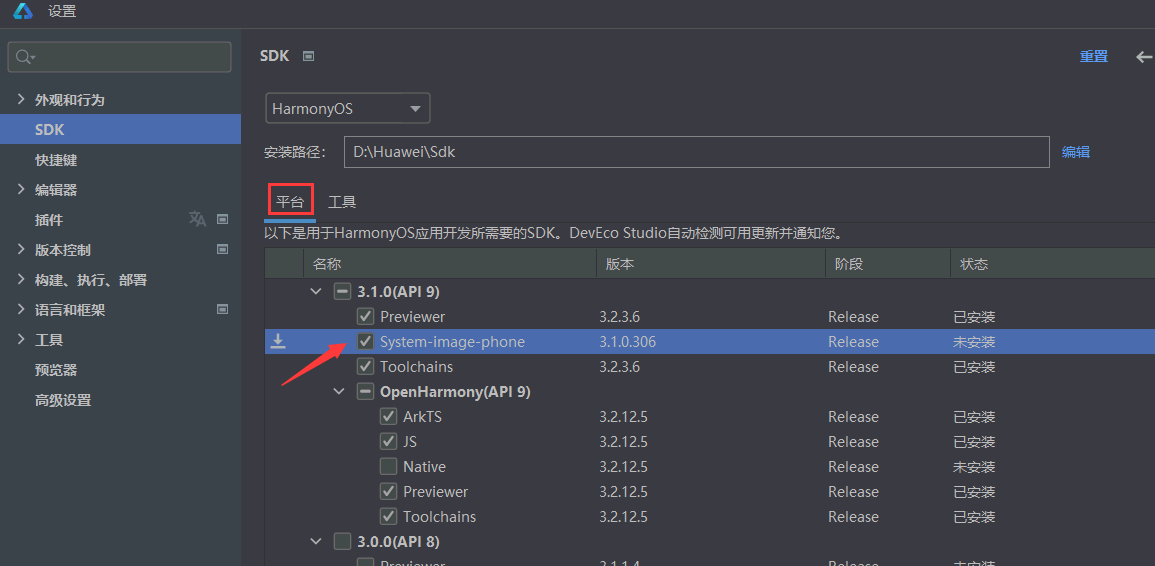 设置
SDK
重置
外观和行为
SDK
快捷键
编辑器
插件
版本控制
构建、执行、部署
语言和框架
工具
预览器
高级设置
HarmonyOS
安装路径: D:\Huawei\Sdk 编辑
平台 工具
以下是用于HarmonyOS应用开发所需要的SDK。DevEco Studio自动检测可用更新并通知您。
名称 版本 阶段 状态
3.1.0(API 9)
Previewer 3.2.3.6 Release 已安装
System-image-phone 3.1.0.306 Release 未安装
Toolchains 3.2.3.6 Release 已安装
OpenHarmony(API 9)
ArkTS 3.2.12.5 Release 已安装
JS 3.2.12.5 Release 已安装
Native 3.2.12.5 Release 未安装
Previewer 3.2.12.5 Release 已安装
Toolchains 3.2.12.5 Release 已安装
3.0.0(API 8)
Previewer 3.1.1.4 Release 未安装